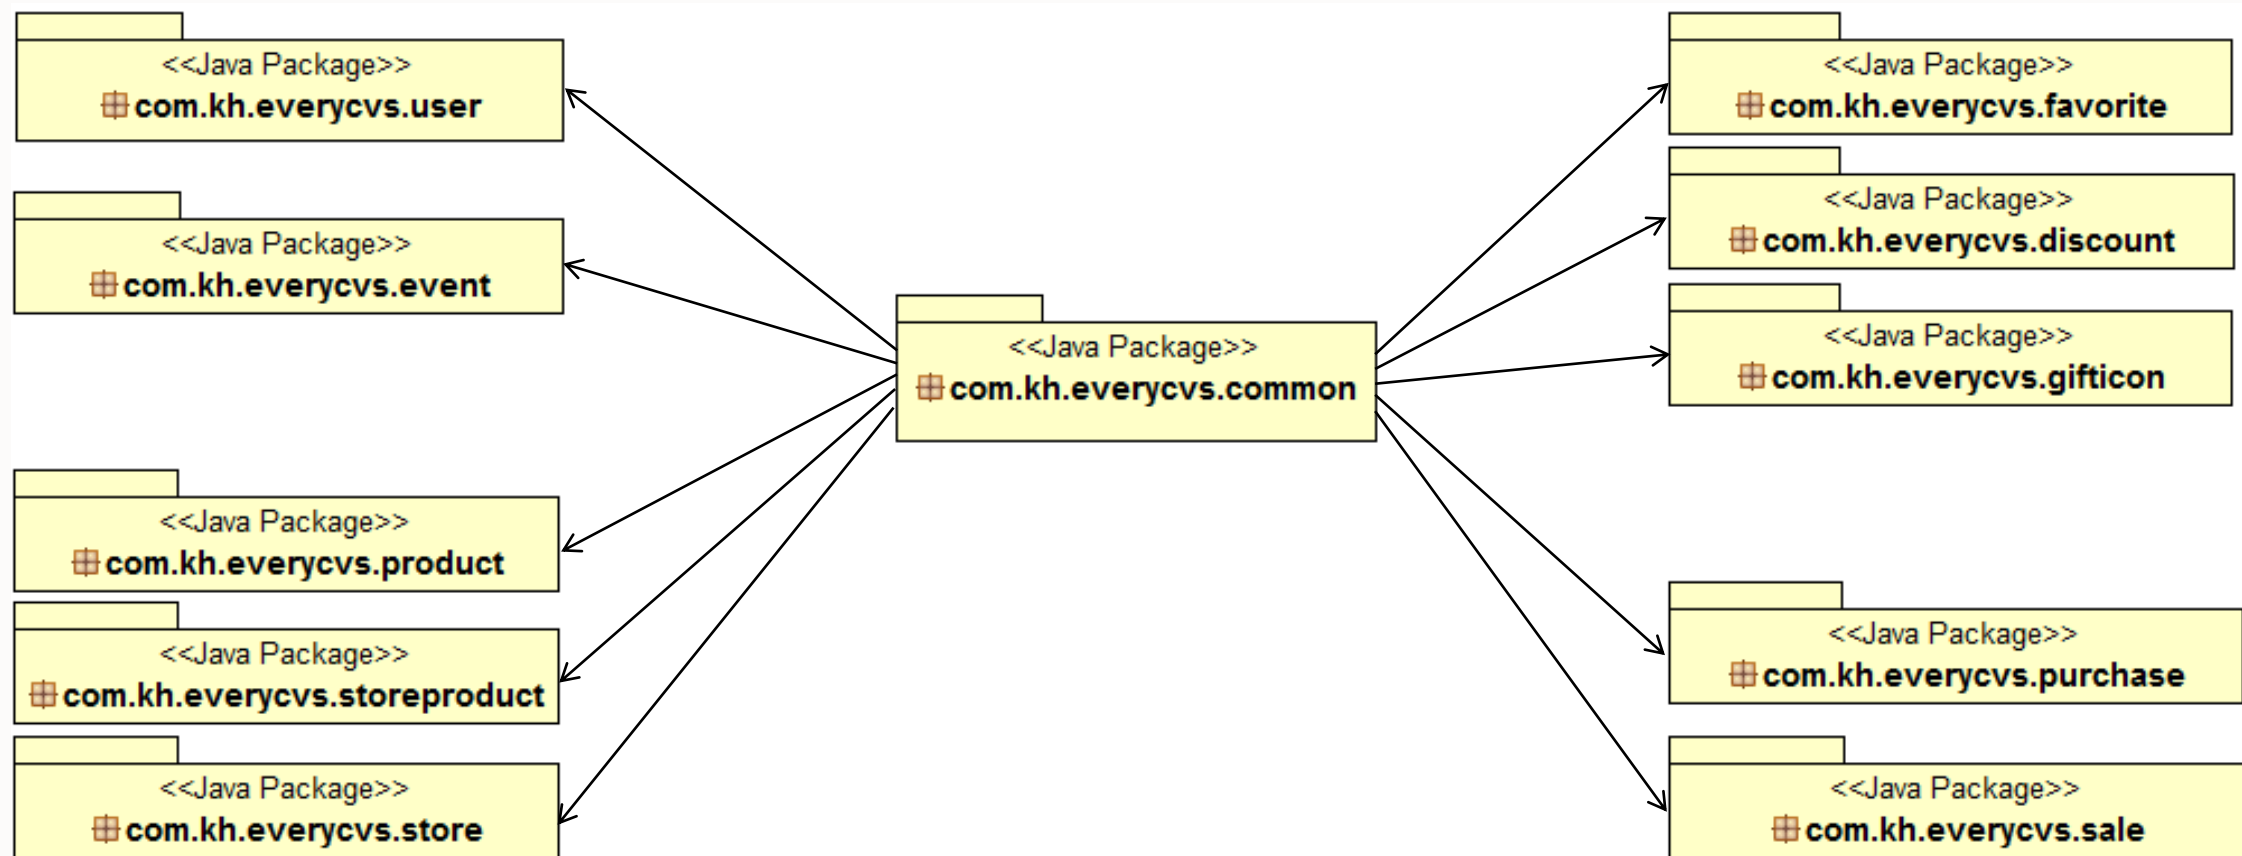 <<Java Package>>
com.kh.everycvs.user
<<Java Package>>
com.kh.everycvs.event
<<Java Package>>
com.kh.everycvs.product
<<Java Package>>
com.kh.everycvs.storeproduct
<<Java Package>>
com.kh.everycvs.store
<<Java Package>>
com.kh.everycvs.common
<<Java Package>>
com.kh.everycvs.favorite
<<Java Package>>
com.kh.everycvs.discount
<<Java Package>>
com.kh.everycvs.gifticon
<<Java Package>>
com.kh.everycvs.purchase
<<Java Package>>
com.kh.everycvs.sale